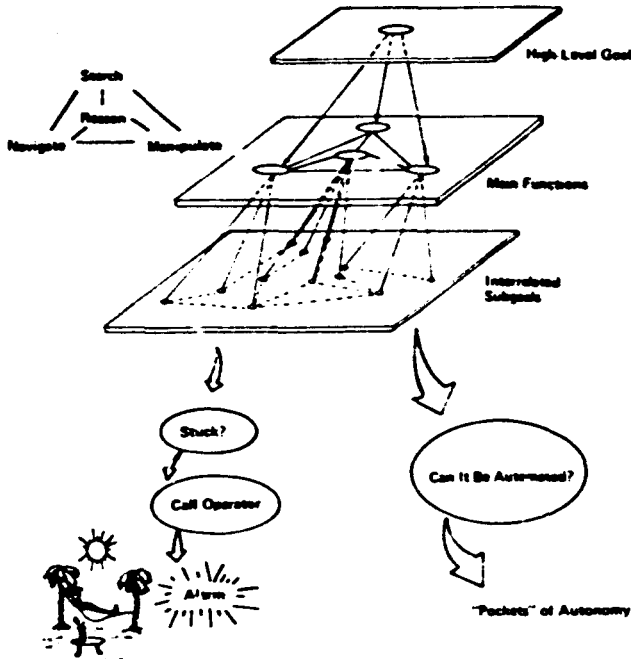 High-Level Goal
Search
Reason
Navigate Manipulate
Main Functions
Interrelated
Subgoals
Stuck?
Call Operator
Can It Be Automated?
Alarm
"Pockets" of Autonomy